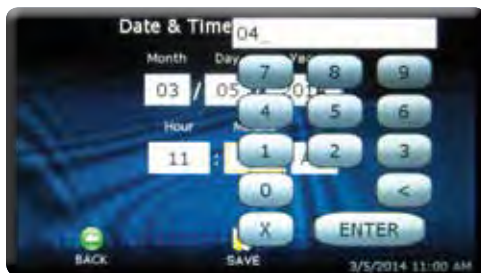 Date & Time 04_
Month Day
03 / 05
7 8 9
4 5 6
Hour
11 :
1 2 3
0 <
X ENTER
BACK SAVE
3/5/2014 11:00 AM